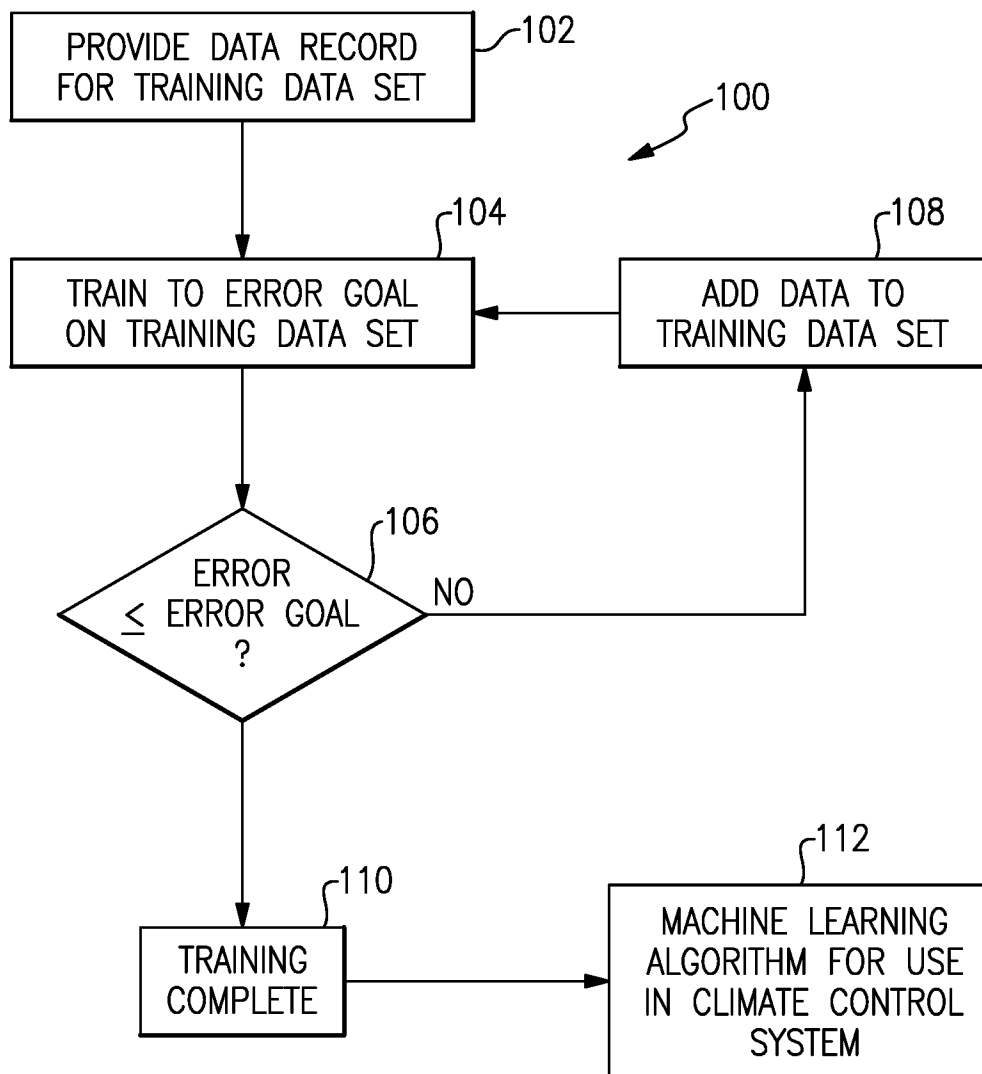 PROVIDE DATA RECORD
FOR TRAINING DATA SET
102
100
104
TRAIN TO ERROR GOAL
ON TRAINING DATA SET
108
ADD DATA TO
TRAINING DATA SET
106
ERROR
≤ ERROR GOAL
?
NO
110
TRAINING
COMPLETE
112
MACHINE LEARNING
ALGORITHM FOR USE
IN CLIMATE CONTROL
SYSTEM